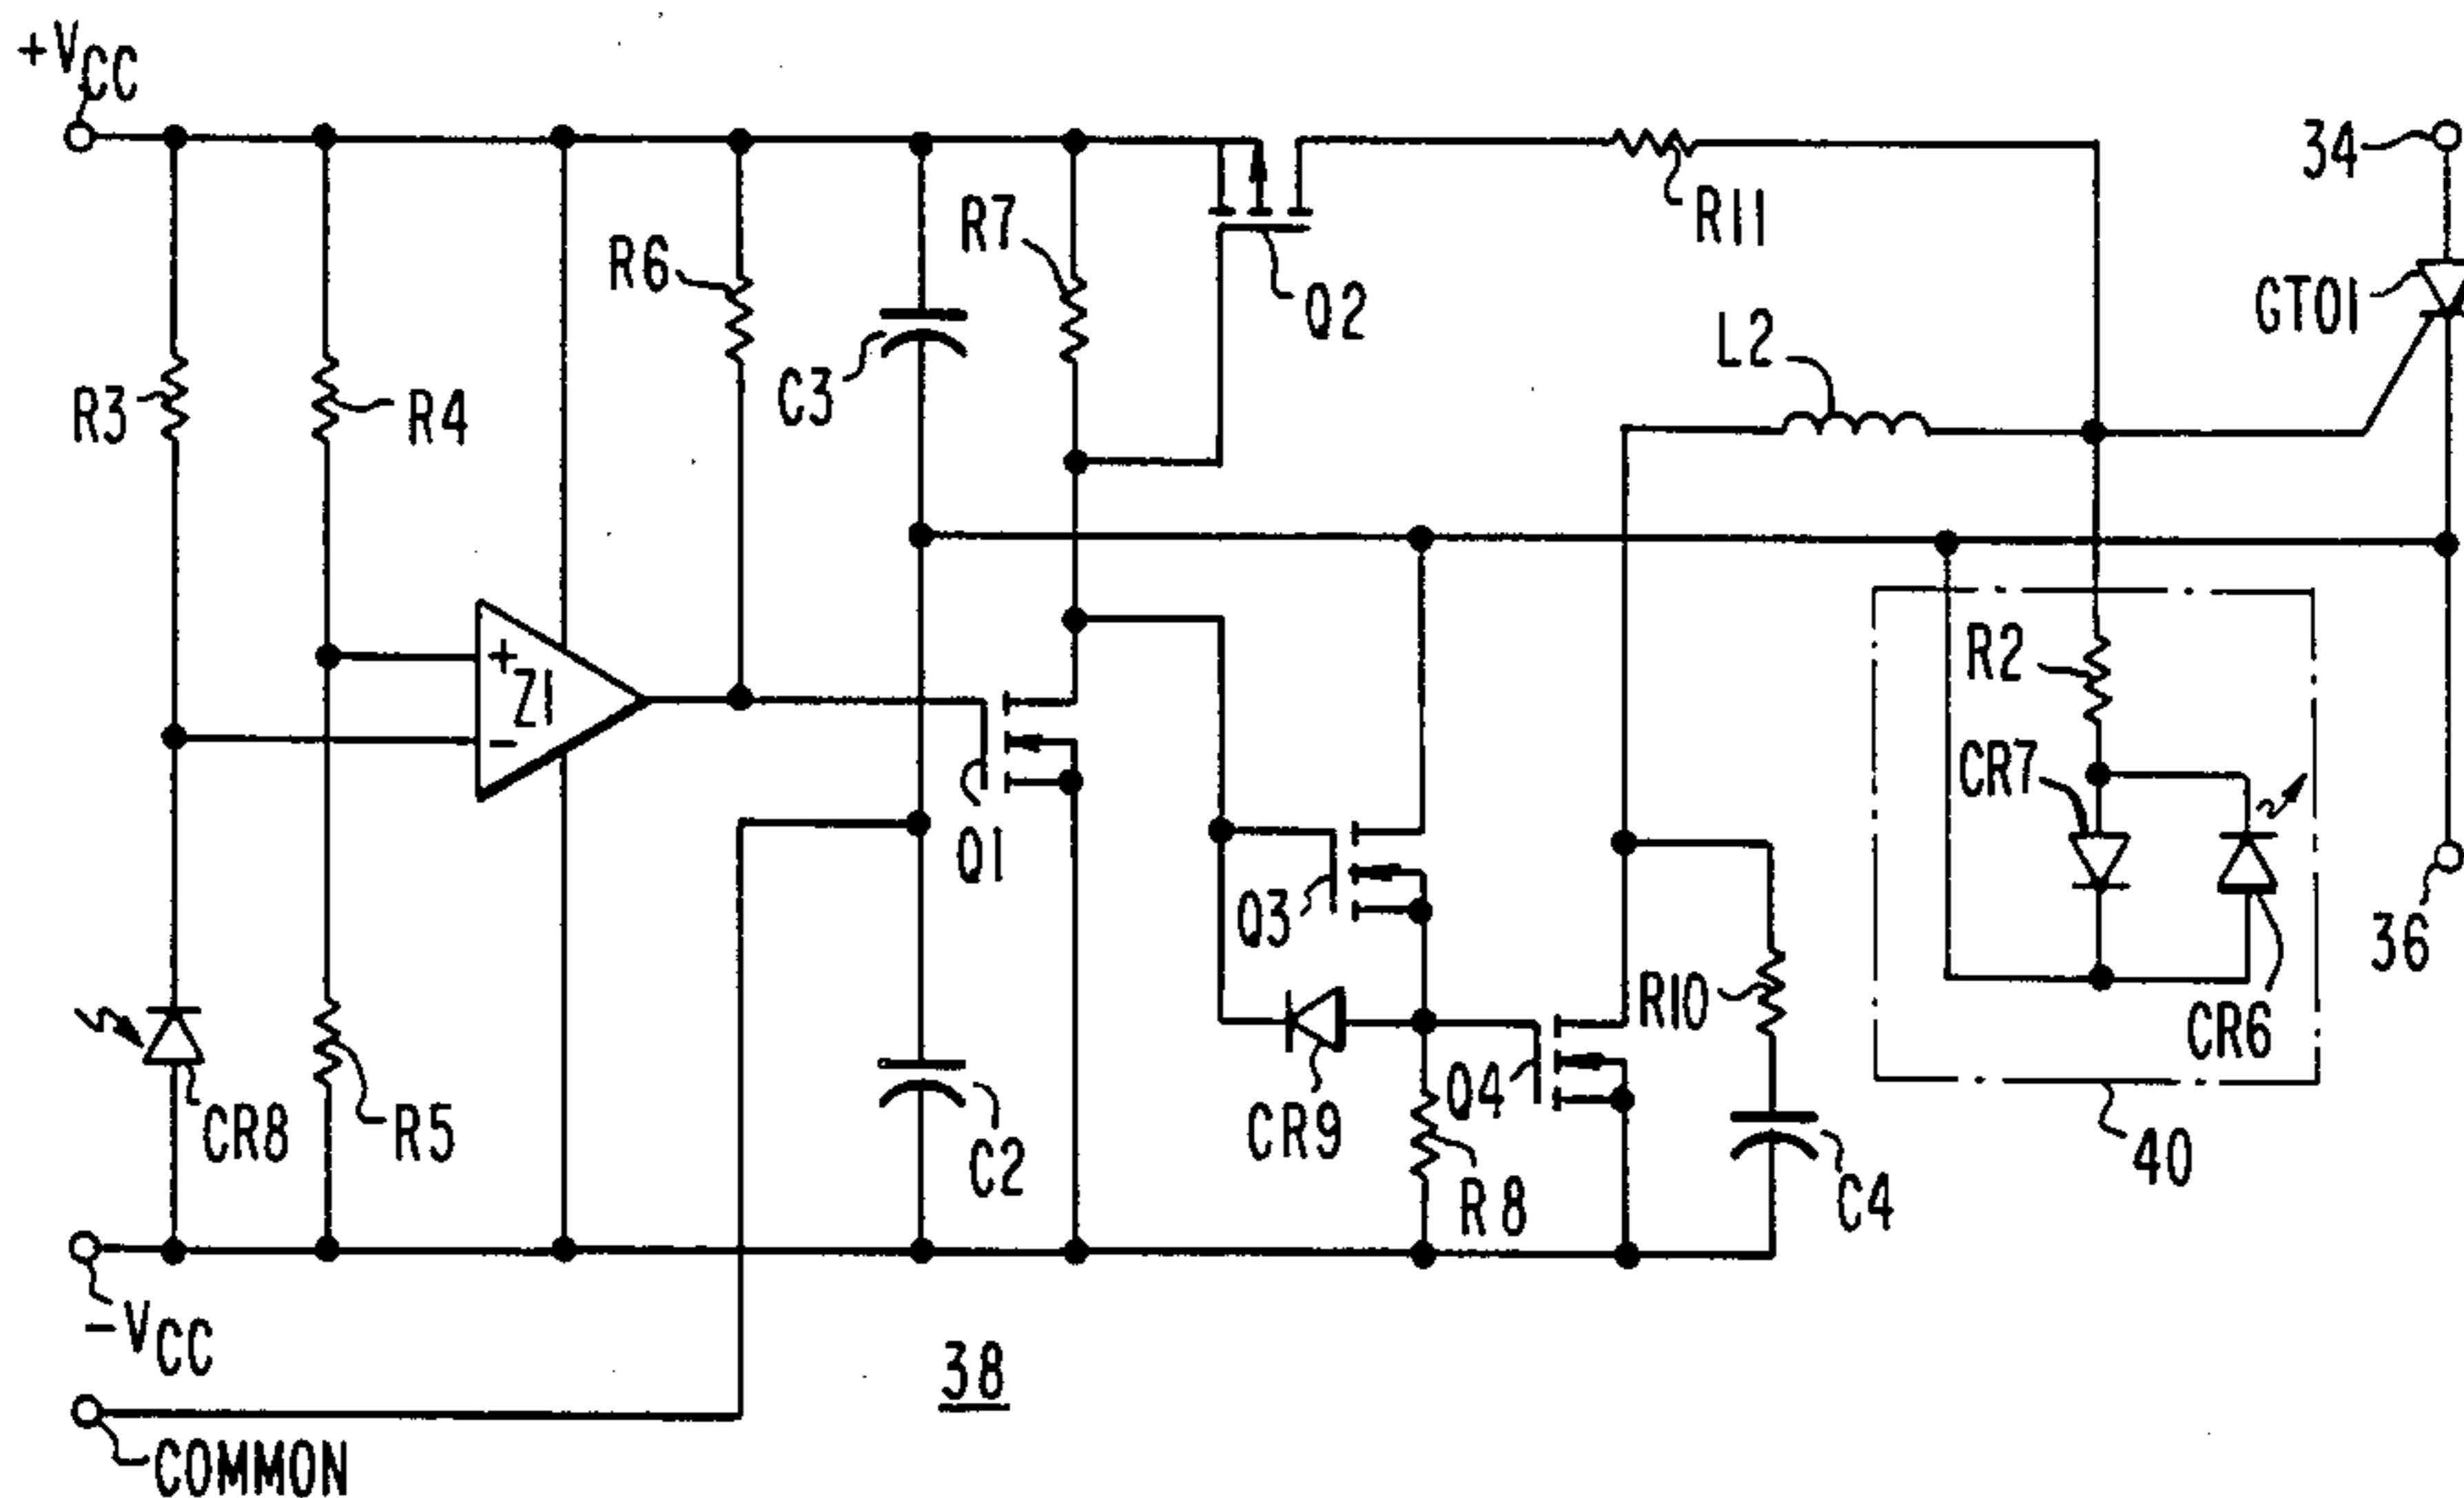 +VCC
34
R7
R11
R6
Q2
GTO1
L2
C3
R3
R4
R2
+
Z1
-
CR7
Q1
Q3
36
R10
CR6
Q4
CR8
R5
CR9
C2
40
R8
C4
-VCC
38
COMMON